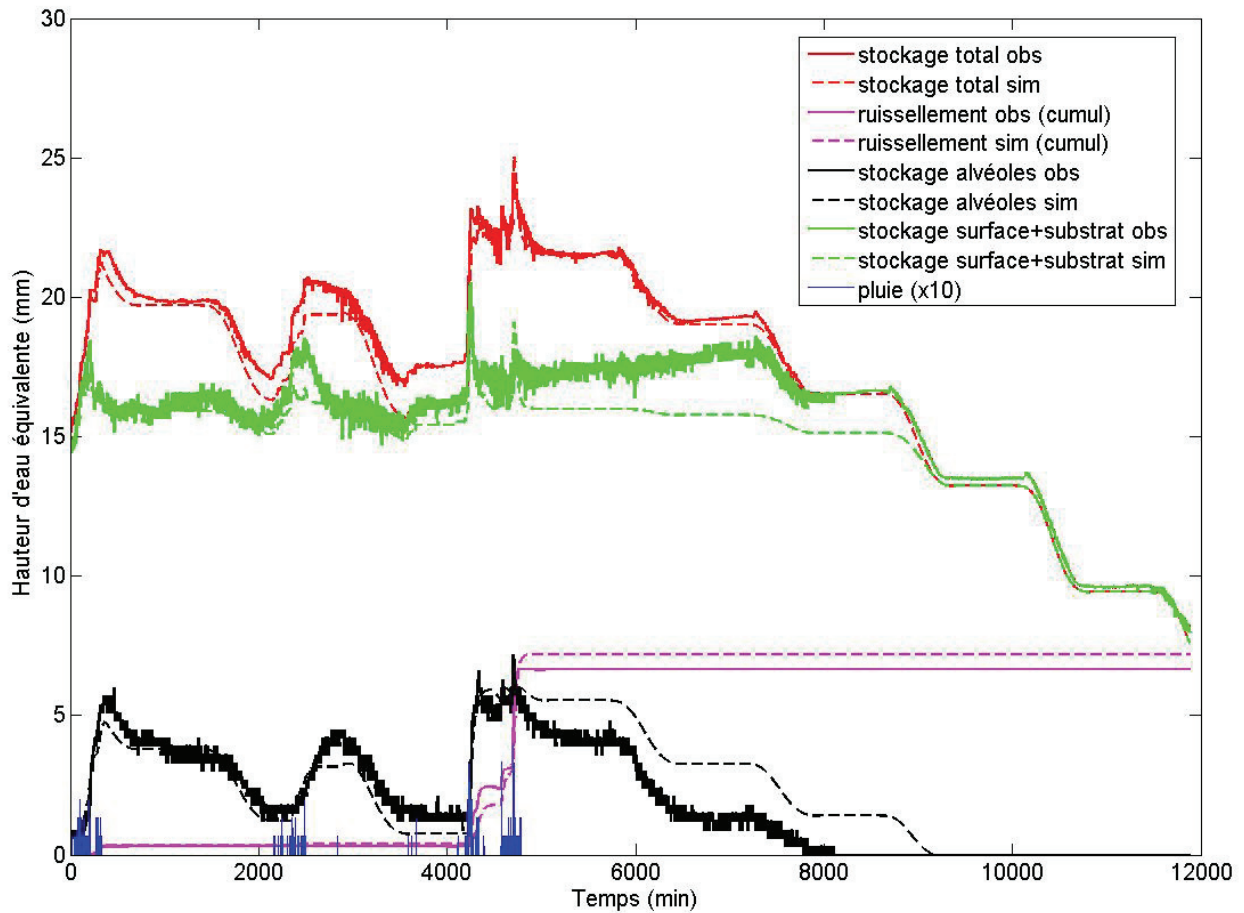 30
25
20
15
10
5
0
Hauteur d'eau équivalente (mm)
stockage total obs
stockage total sim
ruissellement obs (cumul)
ruissellement sim (cumul)
stockage alvéoles obs
stockage alvéoles sim
stockage surface+substrat obs
stockage surface+substrat sim
pluie (x10)
0 2000 4000 6000 8000 10000 12000
Temps (min)